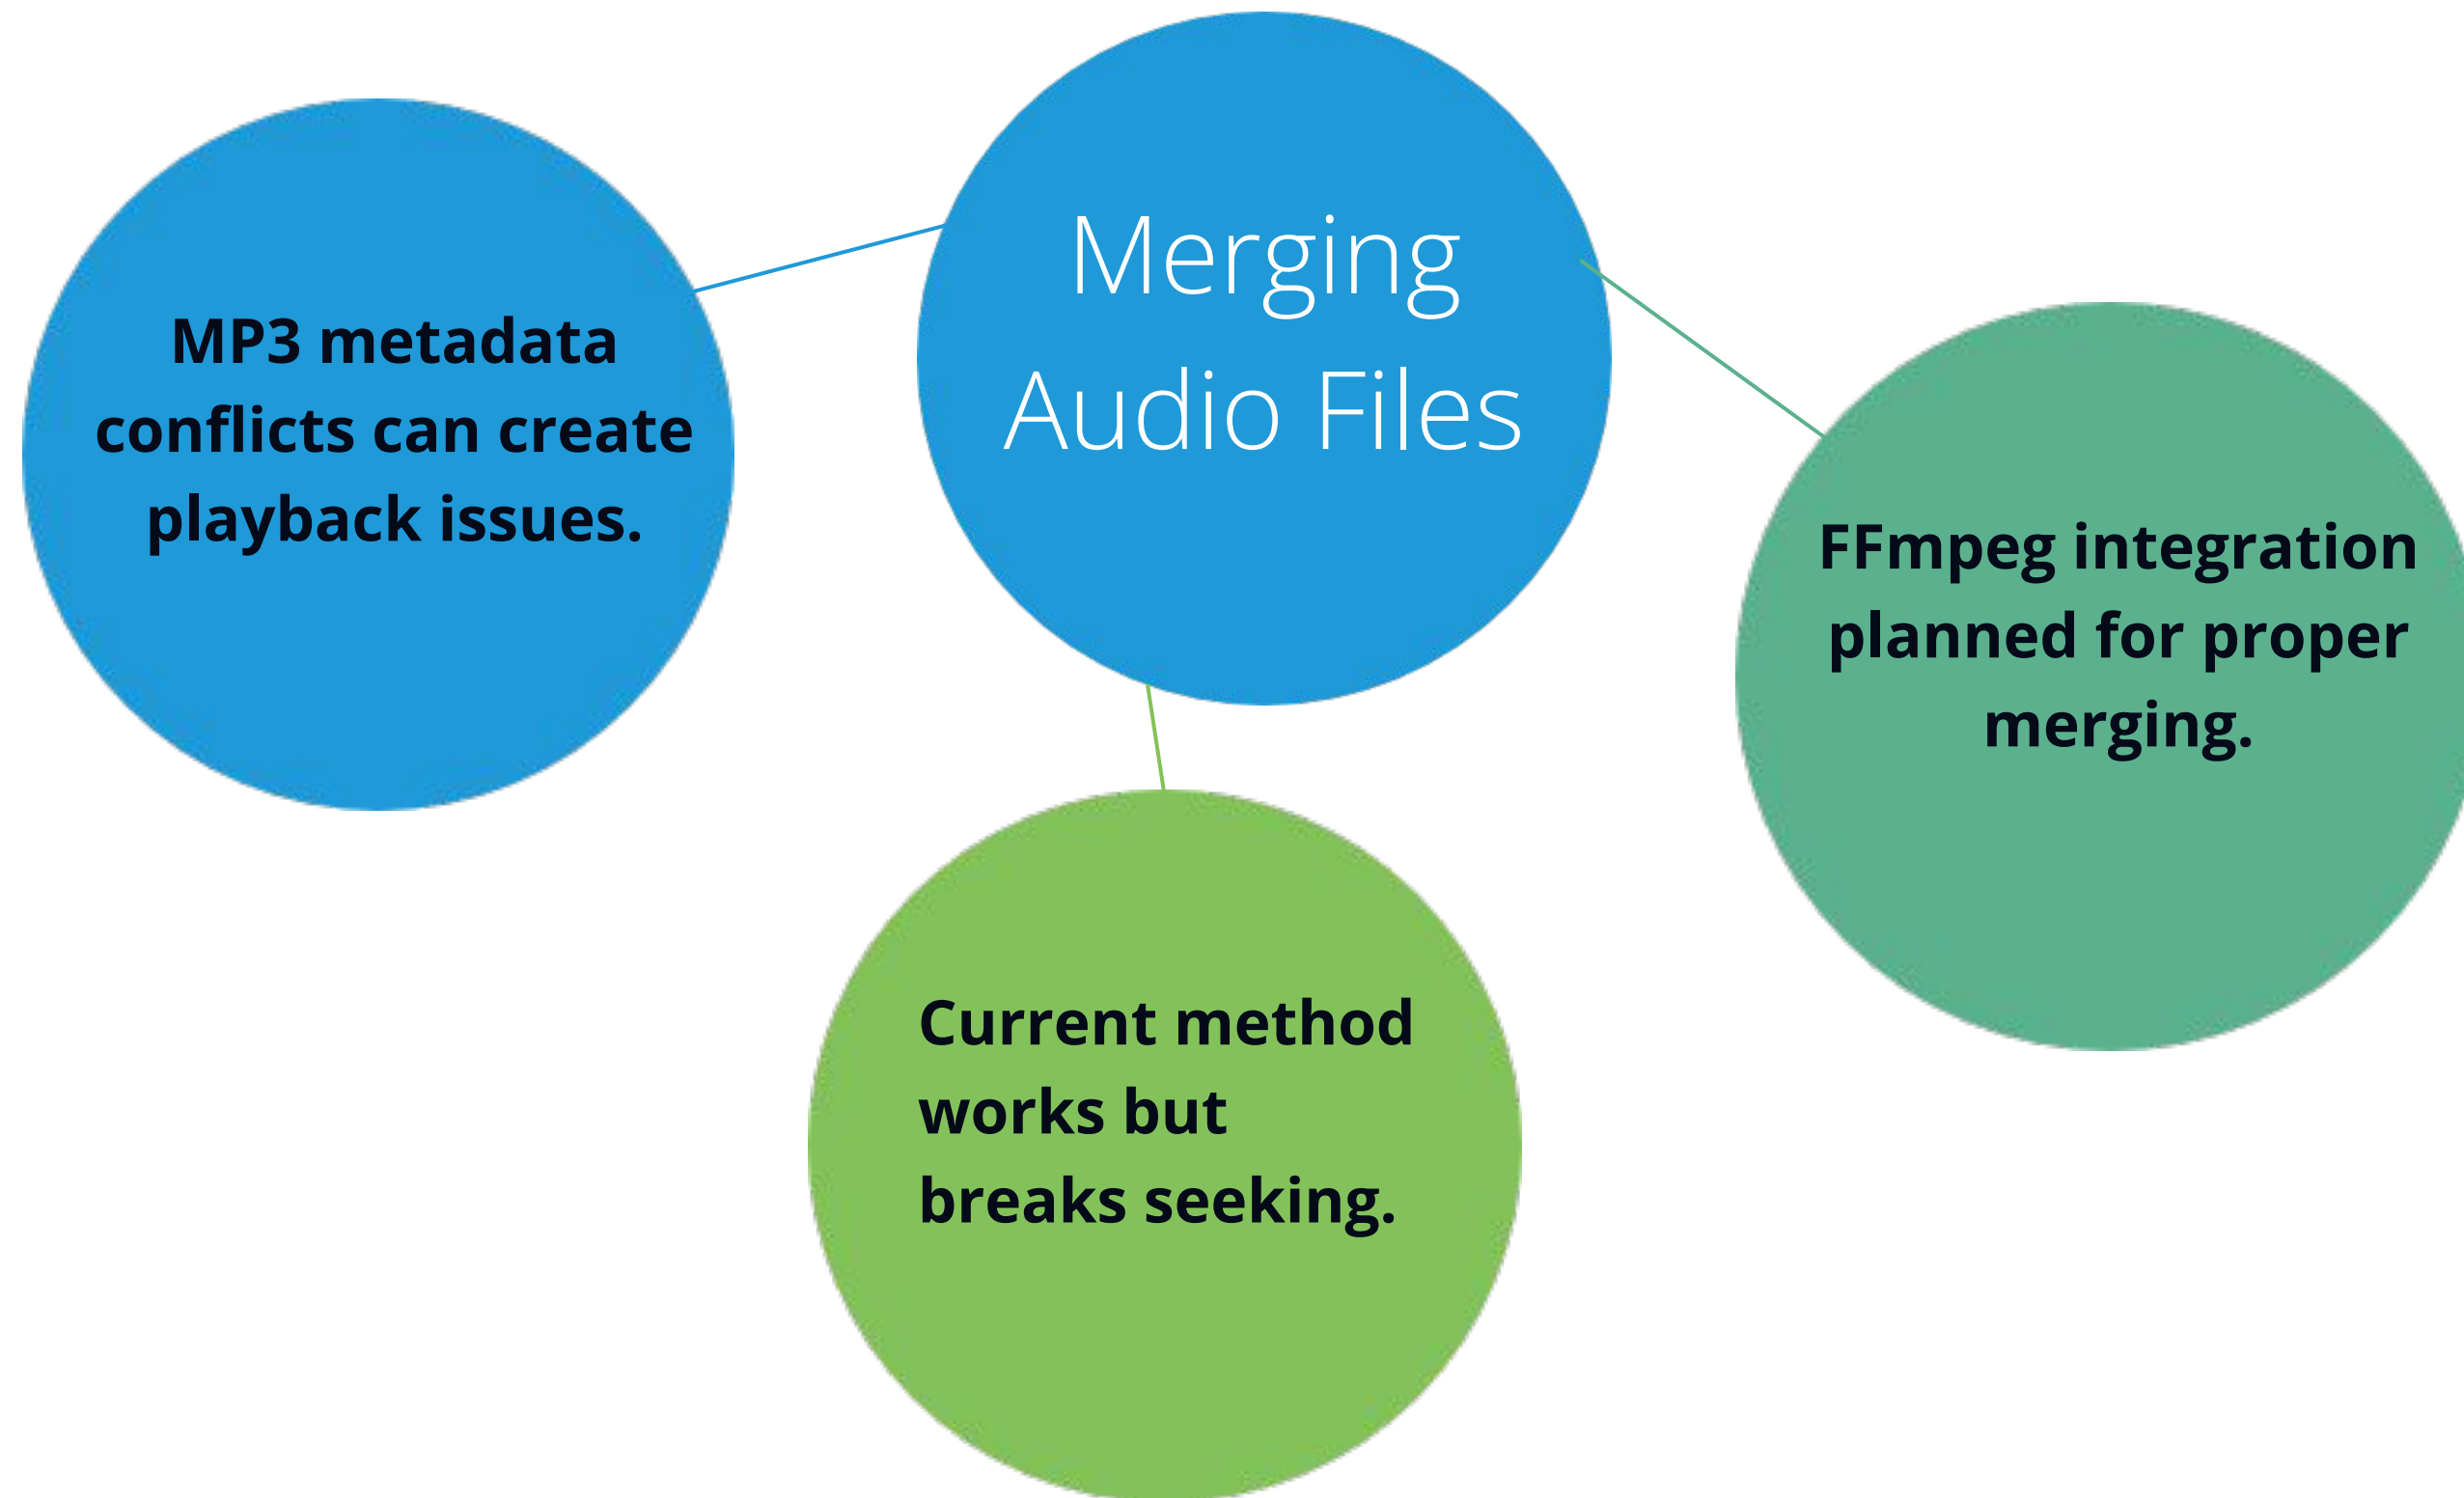 Merging
Audio Files
MP3 metadata
conflicts can create
playback issues.
FFmpeg integration
planned for proper
merging.
Current method
works but
breaks seeking.